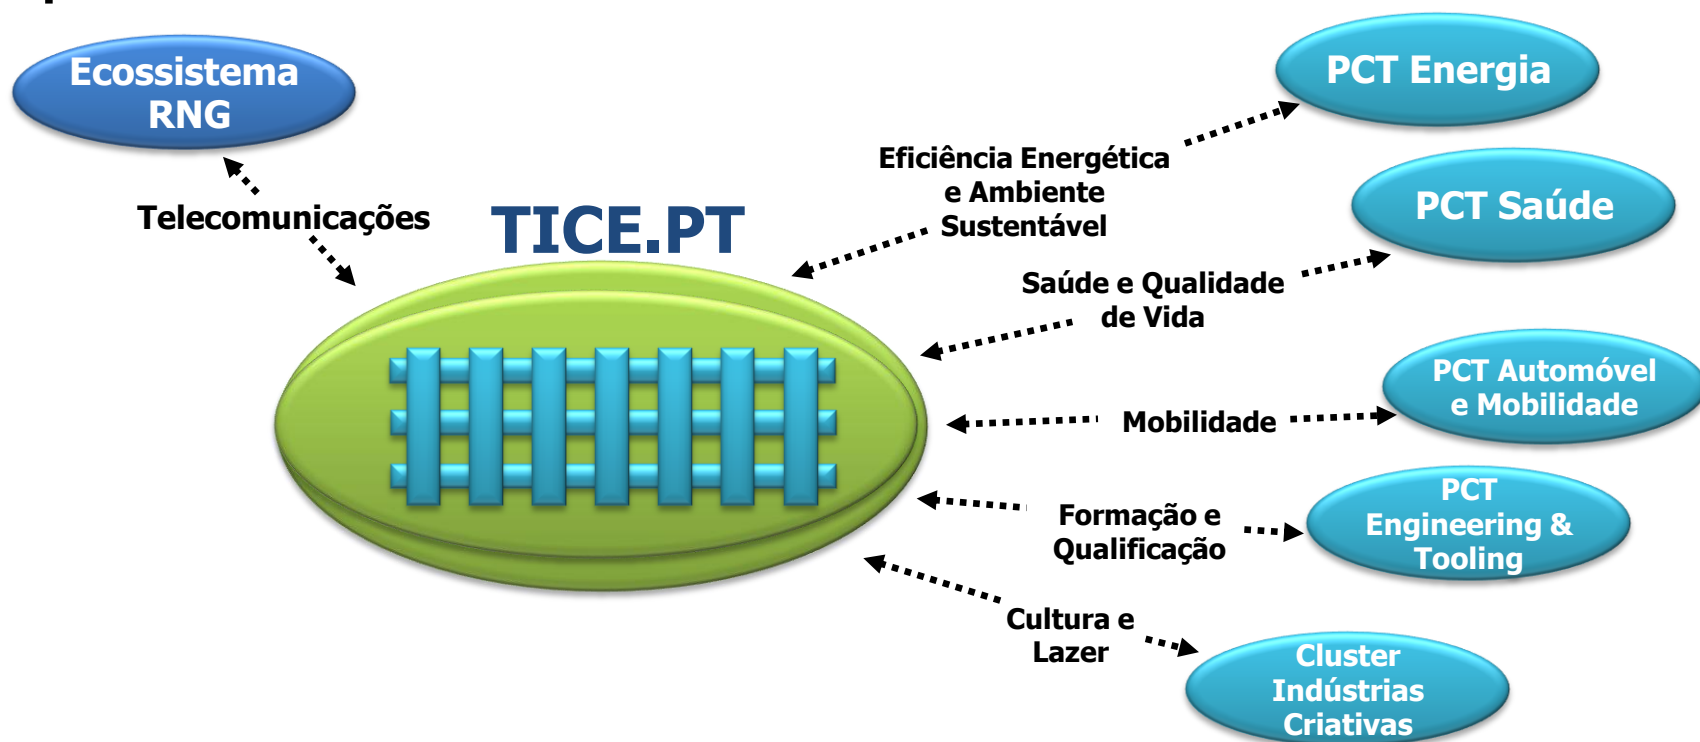 Ecossistema
RNG
Telecomunicações
TICE.PT
Eficiência Energética
e Ambiente
Sustentável
PCT Energia
Saúde e Qualidade
de Vida
PCT Saúde
Mobilidade
PCT Automóvel
e Mobilidade
Formação e
Qualificação
PCT
Engineering &
Tooling
Cultura e
Lazer
Cluster
Indústrias
Criativas